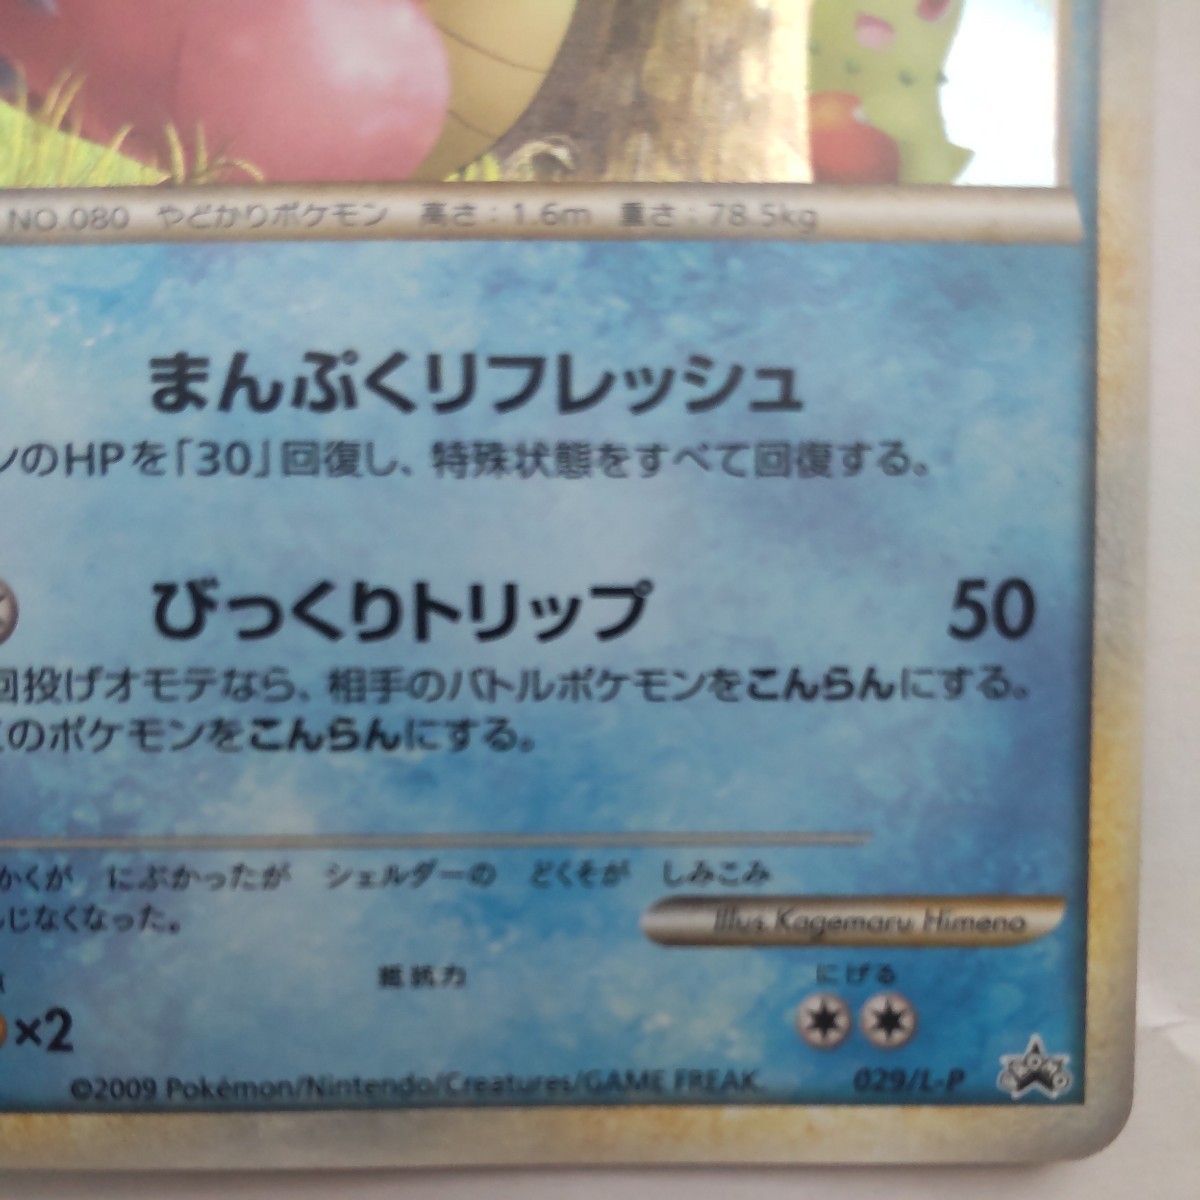 NO.080 やどかりポケモン 高さ：1.6m 重さ：78.5kg
まんぷくリフレッシュ
ンのHPを「30」回復し、特殊状態をすべて回復する。
びっくりトリップ 50
回投げオモテなら、相手のバトルポケモンをこんらんにする。
のポケモンをこんらんにする。
かくが にぶかったが シェルダーの どくそが しみこみ
じなくなった。
Illus. Kagemaru Himeno
抵抗力 にげる
×2
©2009 Pokémon/Nintendo/Creatures/GAME FREAK. 029/L-P